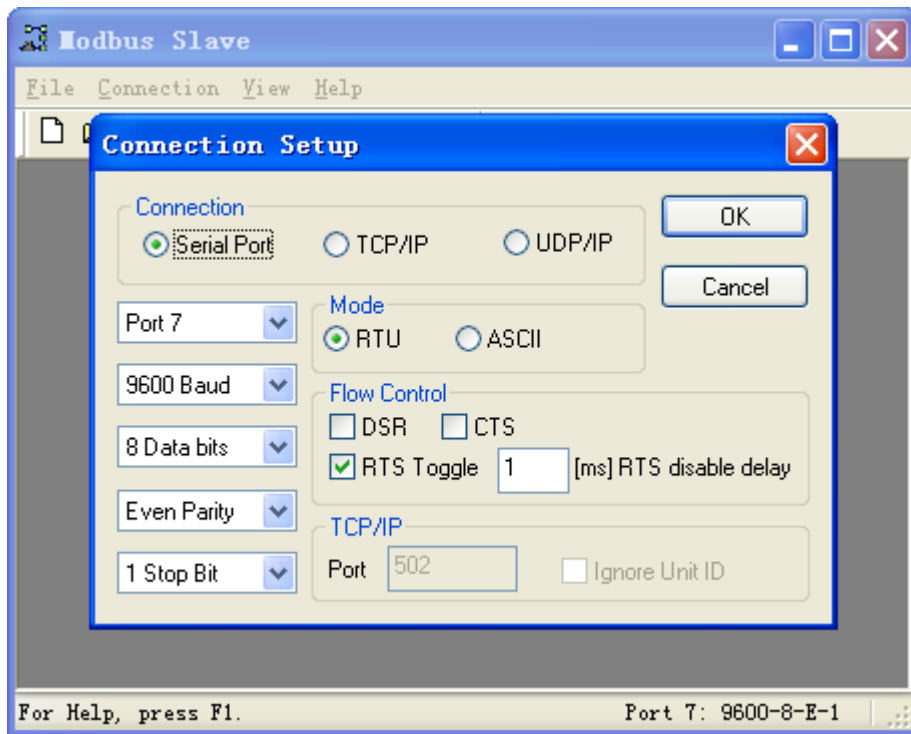 Modbus Slave
File Connection View Help
Connection Setup
Connection
Serial Port TCP/IP UDP/IP
OK
Cancel
Port 7
9600 Baud
8 Data bits
Even Parity
1 Stop Bit
Mode
RTU ASCII
Flow Control
DSR CTS
RTS Toggle 1 [ms] RTS disable delay
TCP/IP
Port 502 Ignore Unit ID
For Help, press F1. Port 7: 9600-8-E-1